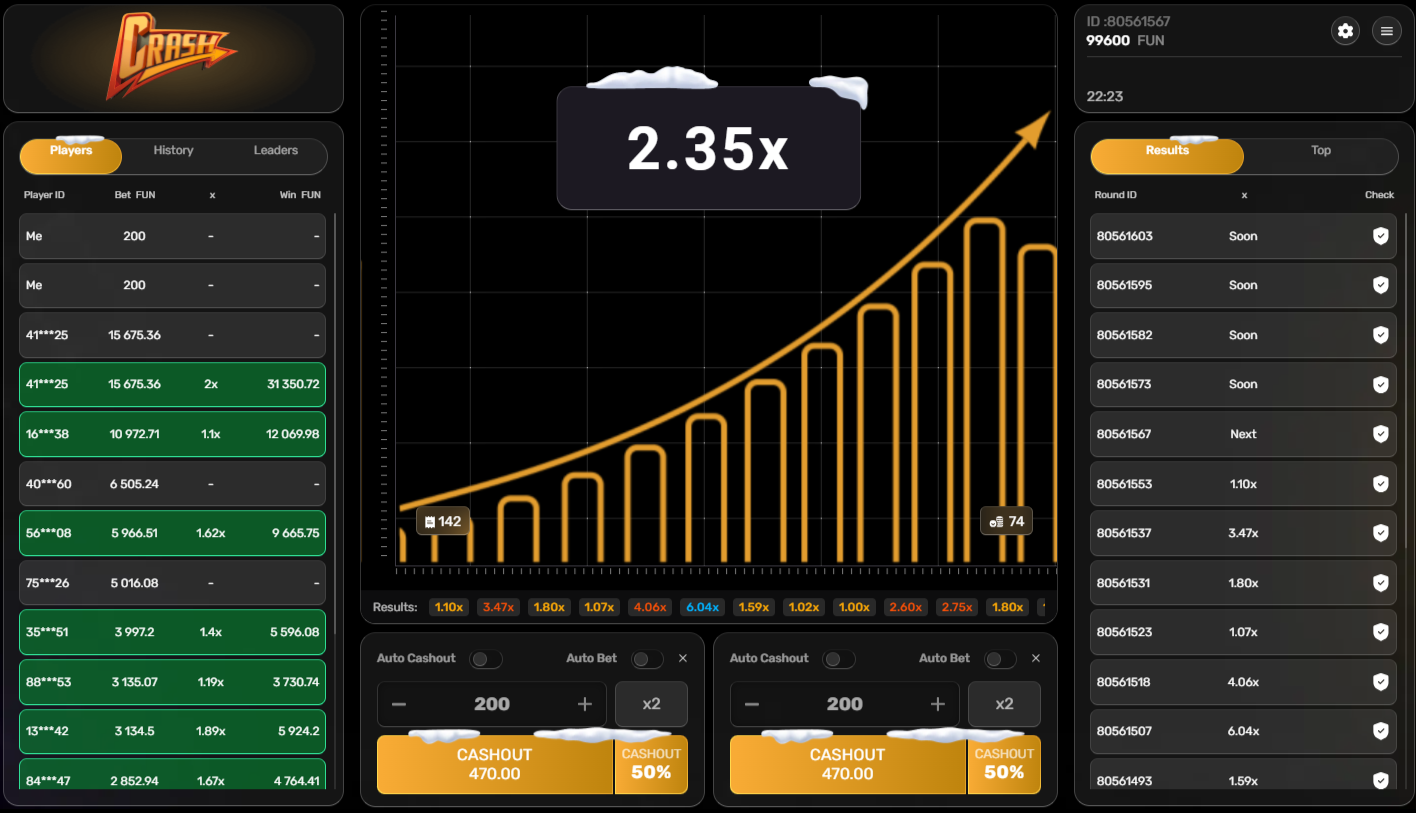 CRASH
Players History Leaders
Player ID Bet FUN x Win FUN
Me 200 - -
Me 200 - -
41***25 15 675.36 - -
41***25 15 675.36 2x 31 350.72
16***38 10 972.71 1.1x 12 069.98
40***60 6 505.24 - -
56***08 5 966.51 1.62x 9 665.75
75***26 5 016.08 - -
35***51 3 997.2 1.4x 5 596.08
88***53 3 135.07 1.19x 3 730.74
13***42 3 134.5 1.89x 5 924.2
84***47 2 852.94 1.67x 4 764.41
2.35x
142
74
Results: 1.10x 3.47x 1.80x 1.07x 4.06x 6.04x 1.59x 1.02x 1.00x 2.60x 2.75x 1.80x
Auto Cashout Auto Bet ×
− 200 + x2
CASHOUT
470.00
CASHOUT
50%
Auto Cashout Auto Bet ×
− 200 + x2
CASHOUT
470.00
CASHOUT
50%
ID :80561567
99600 FUN
22:23
Results Top
Round ID x Check
80561603 Soon
80561595 Soon
80561582 Soon
80561573 Soon
80561567 Next
80561553 1.10x
80561537 3.47x
80561531 1.80x
80561523 1.07x
80561518 4.06x
80561507 6.04x
80561493 1.59x